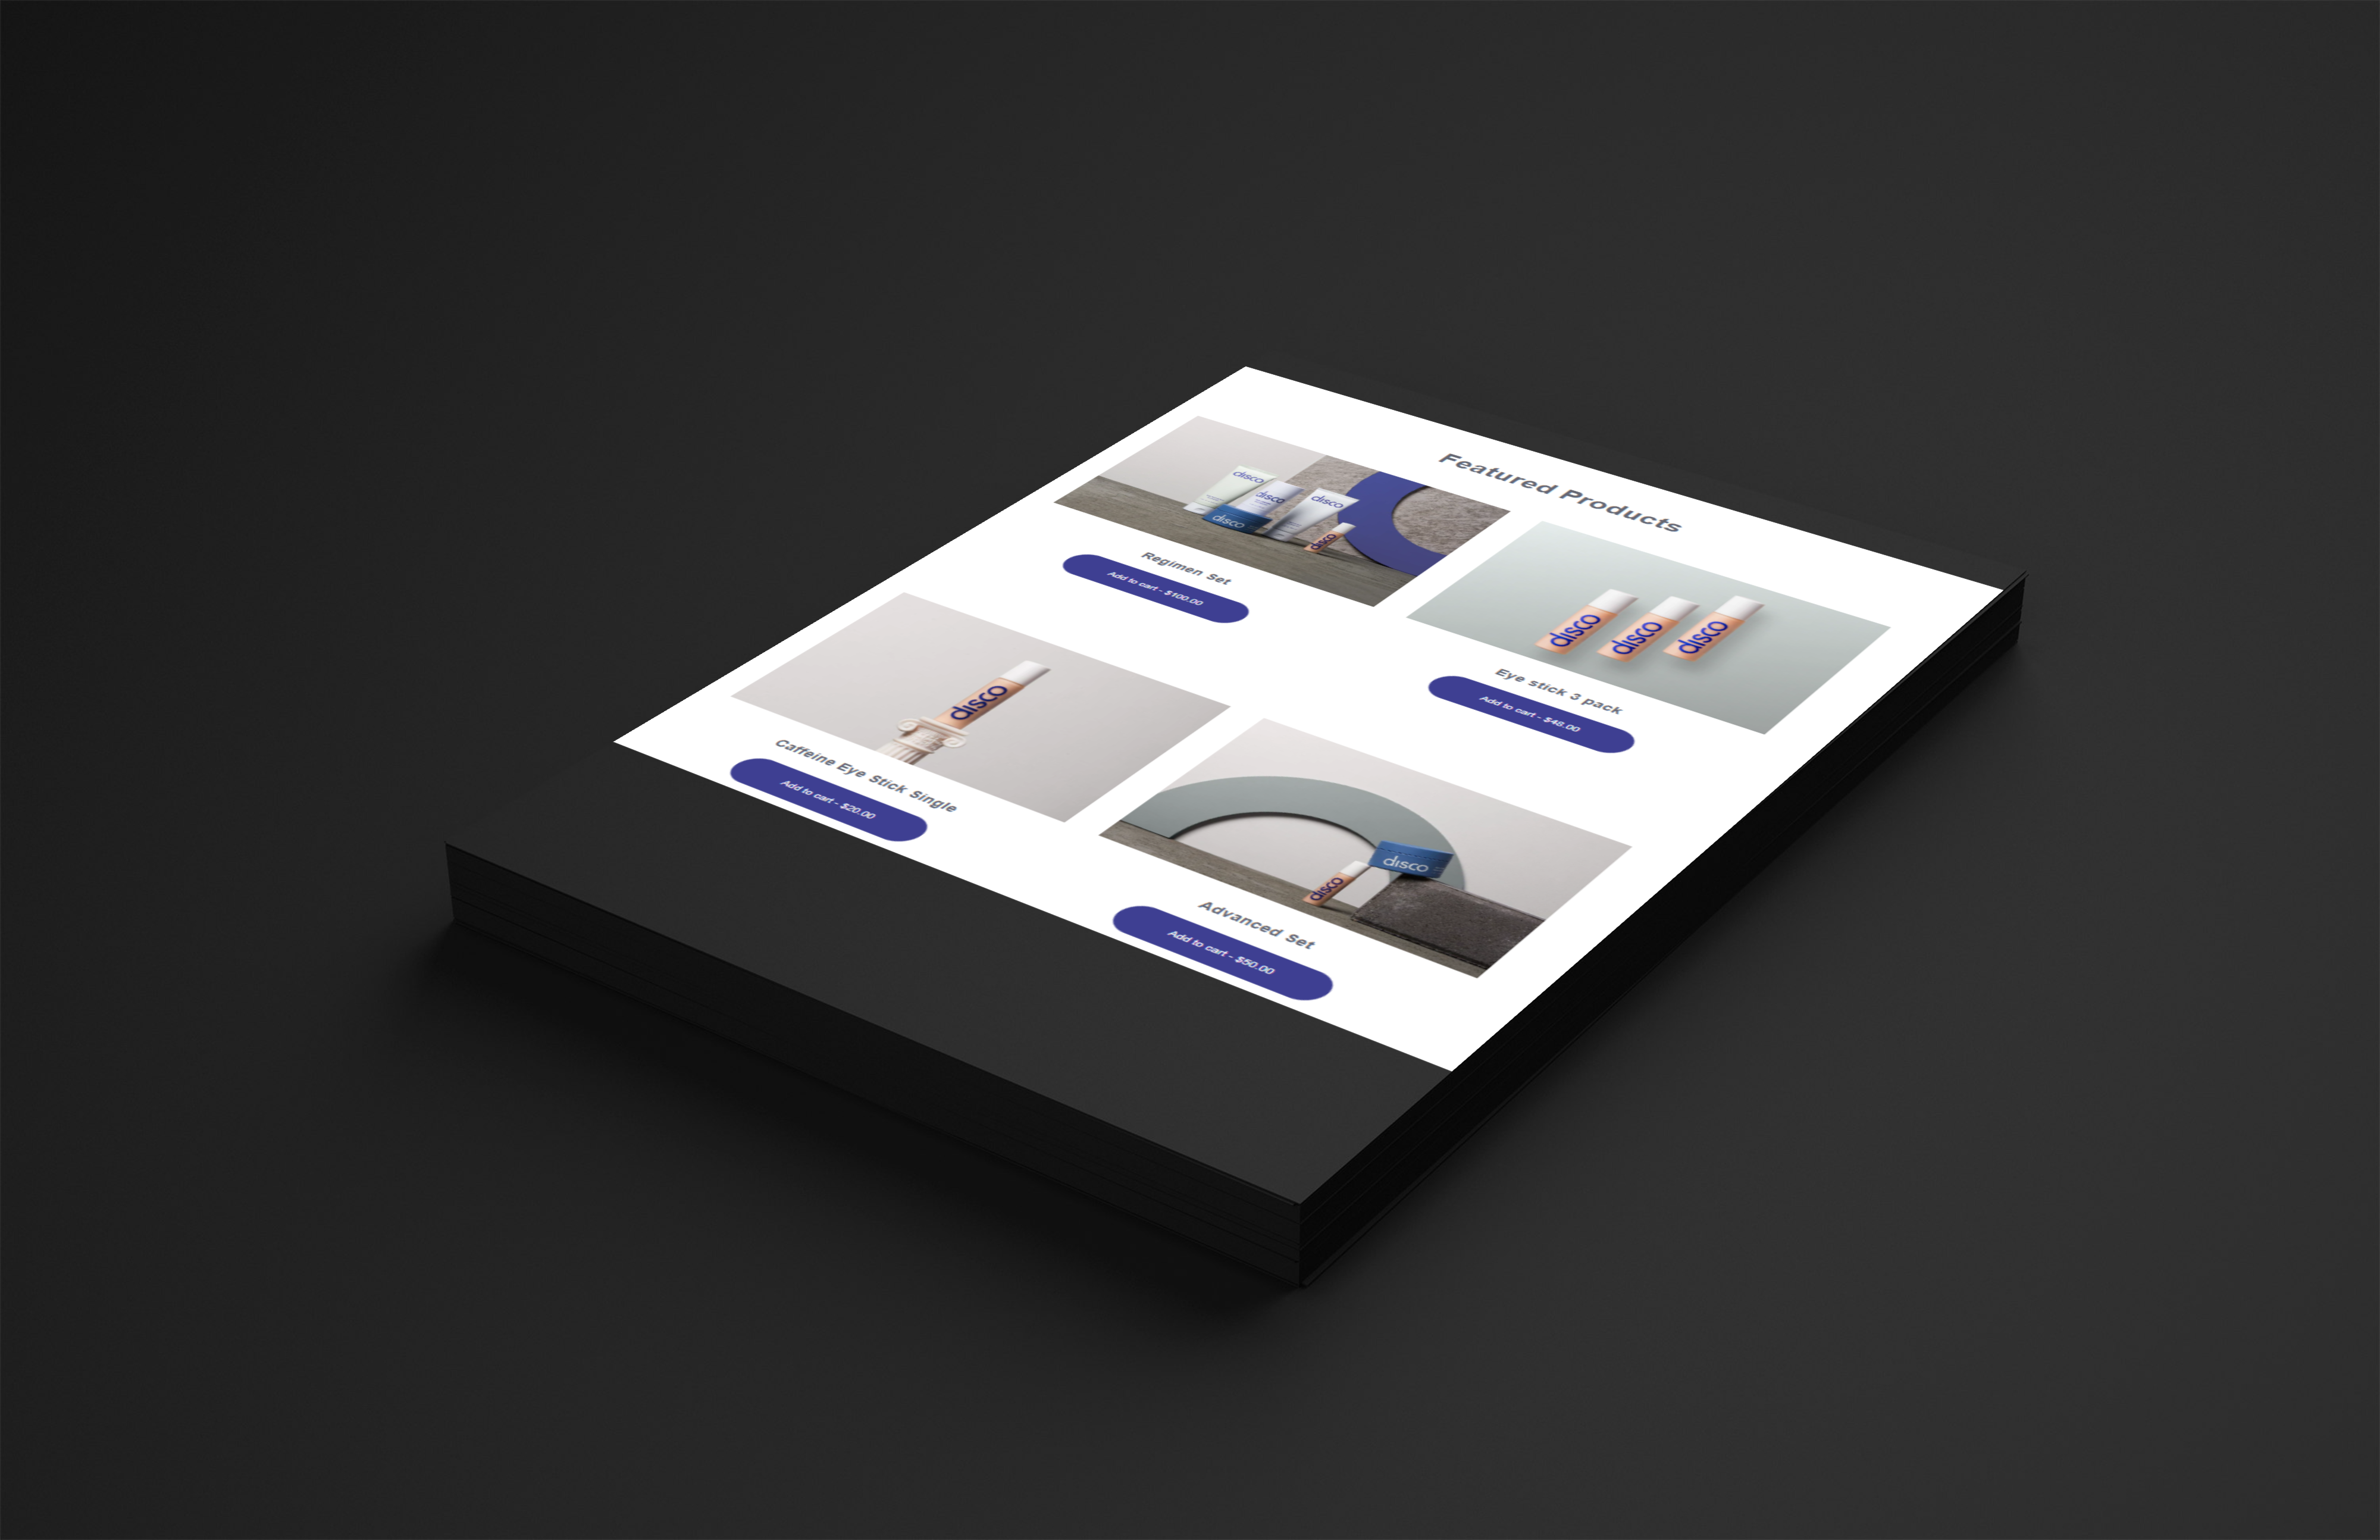 Featured Products
disco
disco
disco
disco
disco
Regimen Set
Add to cart - $100.00
disco
disco
disco
Eye stick 3 pack
Add to cart - $48.00
disco
Caffeine Eye Stick Single
Add to cart - $20.00
disco
disco
Advanced Set
Add to cart - $50.00